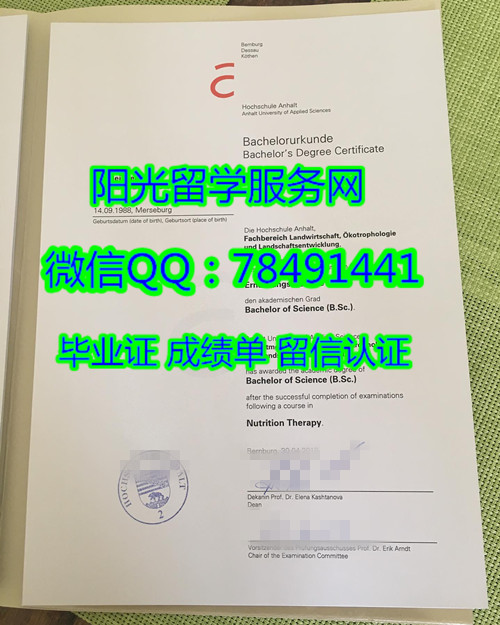 Bernburg
Dessau
Köthen
Hochschule Anhalt
Anhalt University of Applied Sciences
Bachelorurkunde
Bachelor's Degree Certificate
阳光留学服务网
14.09.1988, Merseburg
Geburtsdatum (date of birth), Geburtsort (place of birth)
Die Hochschule Anhalt,
Fachbereich Landwirtschaft, Ökotrophologie
und Landschaftsentwicklung,
微信QQ：78491441
den akademischen Grad
Bachelor of Science (B.Sc.).
毕业证 成绩单 留信认证
has awarded the academic degree of
Bachelor of Science (B.Sc.)
after the successful completion of examinations
following a course in
Nutrition Therapy.
Bernburg,
HOCHSCHULE ANHALT
2
Dekanin Prof. Dr. Elena Kashtanova
Dean
Prof. Dr. Erik Arndt
Chair of the Examination Committee